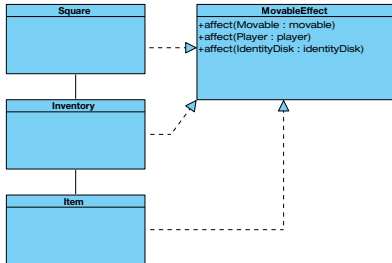 Square
MovableEffect
+affect(Movable : movable)
+affect(Player : player)
+affect(IdentityDisk : identityDisk)
Inventory
Item